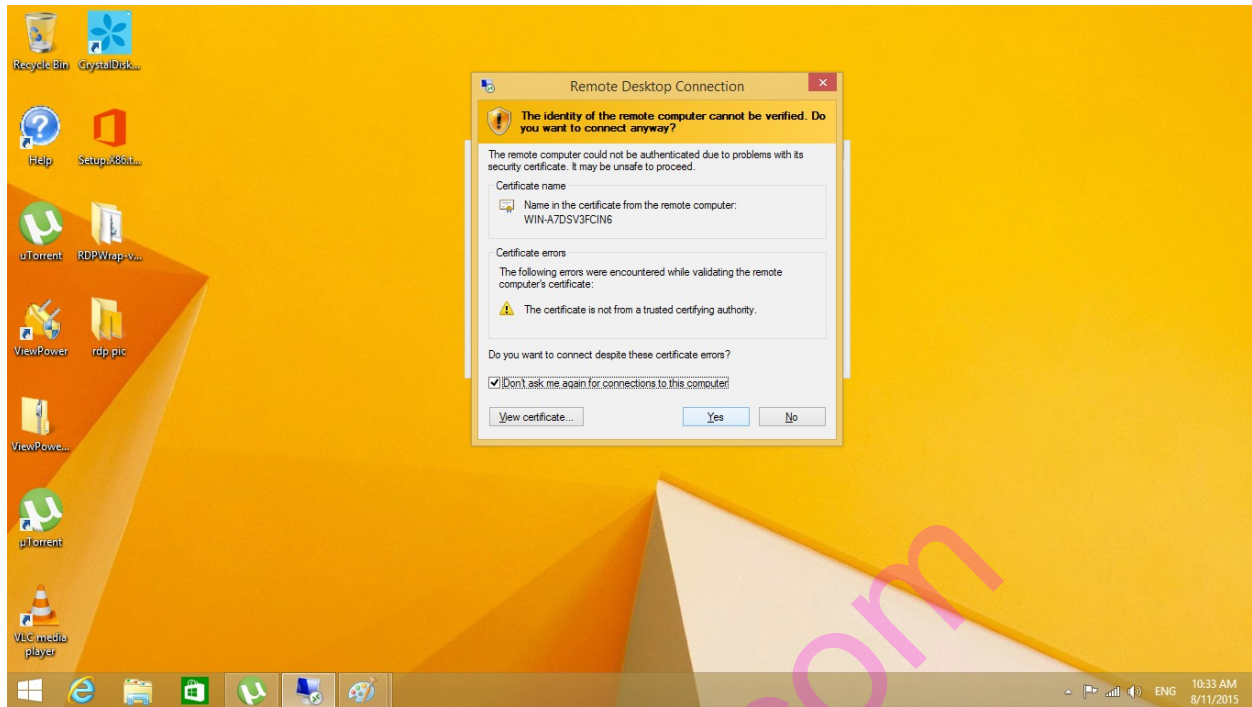 Recycle Bin
CrystalDisk...
Help
Setup.X86.t...
uTorrent
RDPWrap-v...
ViewPower
rdp pic
ViewPowe...
µTorrent
VLC media
player
Remote Desktop Connection
The identity of the remote computer cannot be verified. Do
you want to connect anyway?
The remote computer could not be authenticated due to problems with its
security certificate. It may be unsafe to proceed.
Certificate name
Name in the certificate from the remote computer:
WIN-A7DSV3FCIN6
Certificate errors
The following errors were encountered while validating the remote
computer's certificate:
The certificate is not from a trusted certifying authority.
Do you want to connect despite these certificate errors?
Don't ask me again for connections to this computer
View certificate...
Yes
No
com
ENG
10:33 AM
8/11/2015